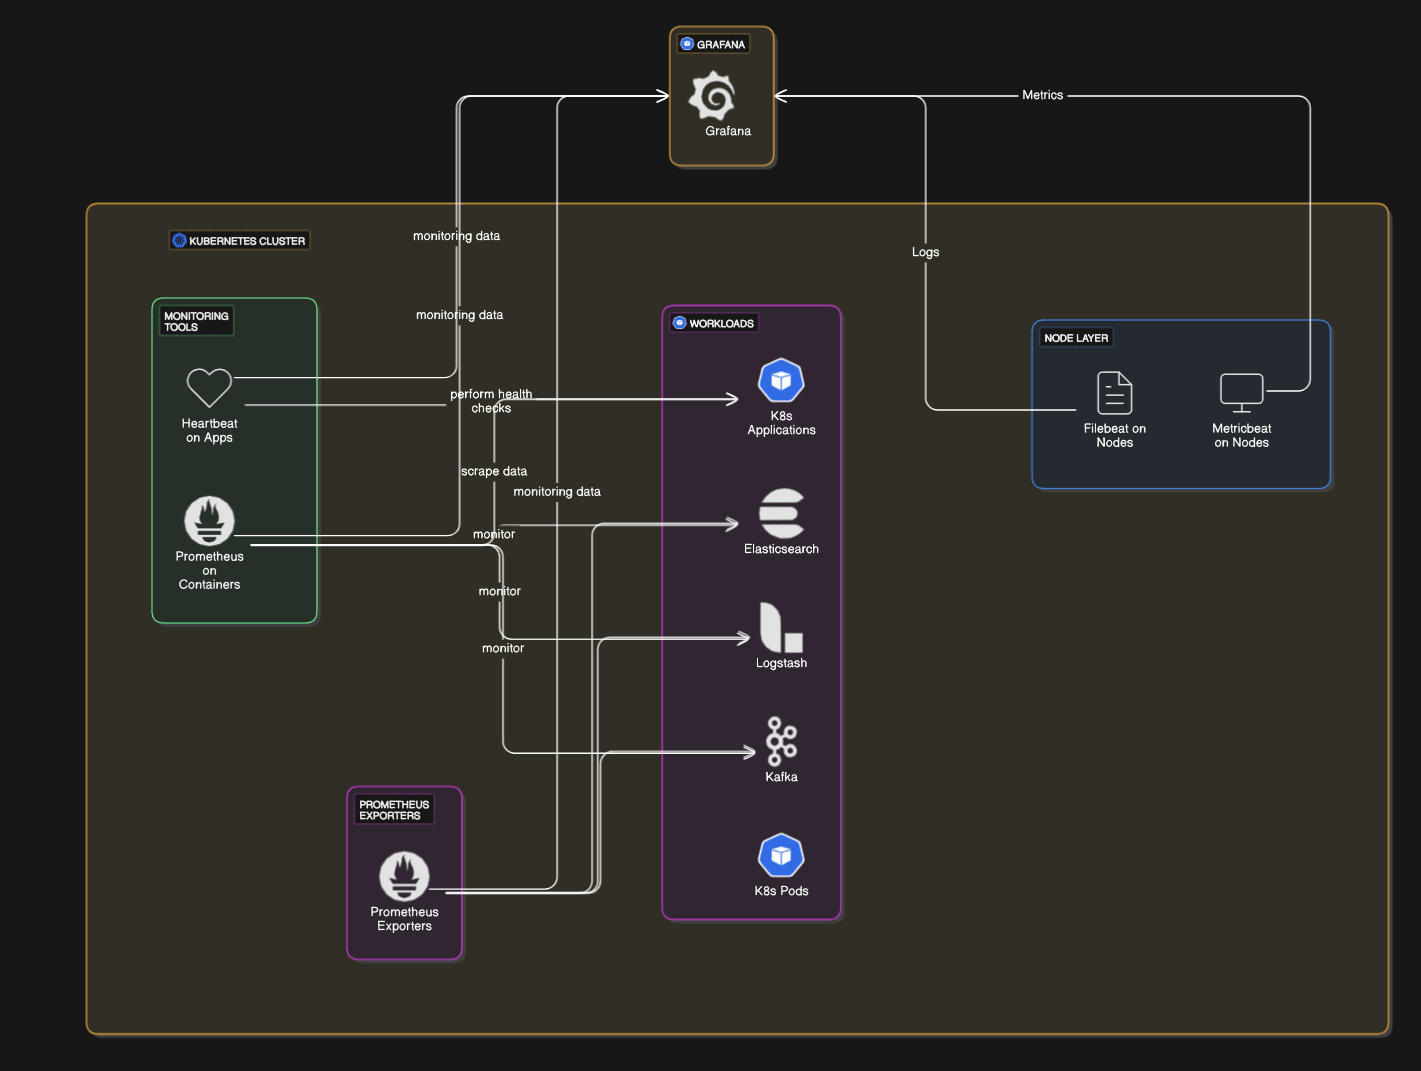 GRAFANA
Grafana
Metrics
KUBERNETES CLUSTER
monitoring data
Logs
MONITORING
TOOLS
monitoring data
WORKLOADS
NODE LAYER
Heartbeat
on Apps
perform health
checks
K8s
Applications
Filebeat on
Nodes
Metricbeat
on Nodes
scrape data
monitoring data
Prometheus
on
Containers
monitor
Elasticsearch
monitor
monitor
Logstash
Kafka
PROMETHEUS
EXPORTERS
Prometheus
Exporters
K8s Pods